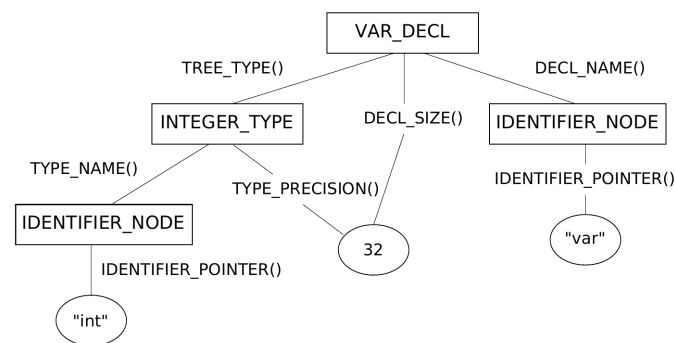 VAR_DECL
TREE_TYPE()
DECL_NAME()
INTEGER_TYPE
DECL_SIZE()
IDENTIFIER_NODE
TYPE_NAME()
TYPE_PRECISION()
IDENTIFIER_POINTER()
IDENTIFIER_NODE
32
"var"
IDENTIFIER_POINTER()
"int"